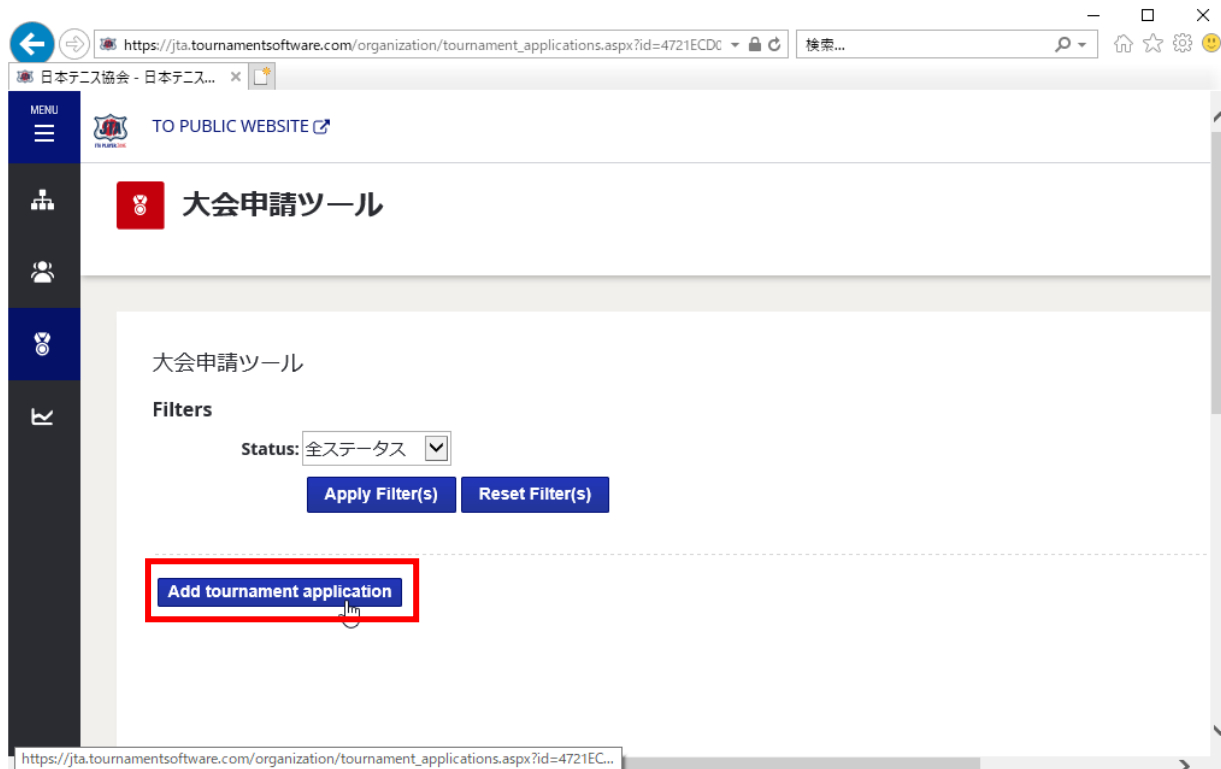 https://jta.tournamentsoftware.com/organization/tournament_applications.aspx?id=4721ECD 検索...
日本テニス協会 - 日本テニス...
MENU
JTA
TO PUBLIC WEBSITE
大会申請ツール
大会申請ツール
Filters
Status: 全ステータス
Apply Filter(s) Reset Filter(s)
Add tournament application
https://jta.tournamentsoftware.com/organization/tournament_applications.aspx?id=4721EC...